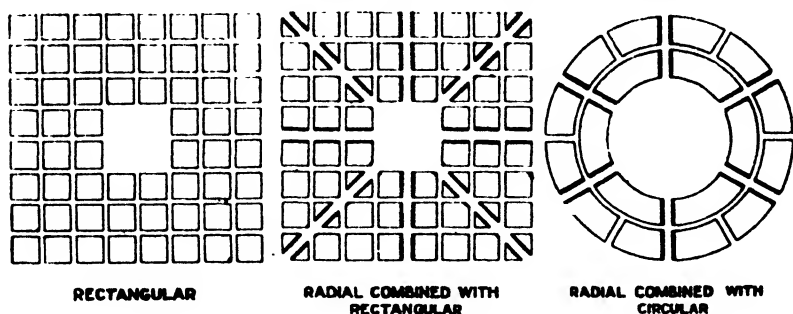 RECTANGULAR
RADIAL COMBINED WITH
RECTANGULAR
RADIAL COMBINED WITH
CIRCULAR